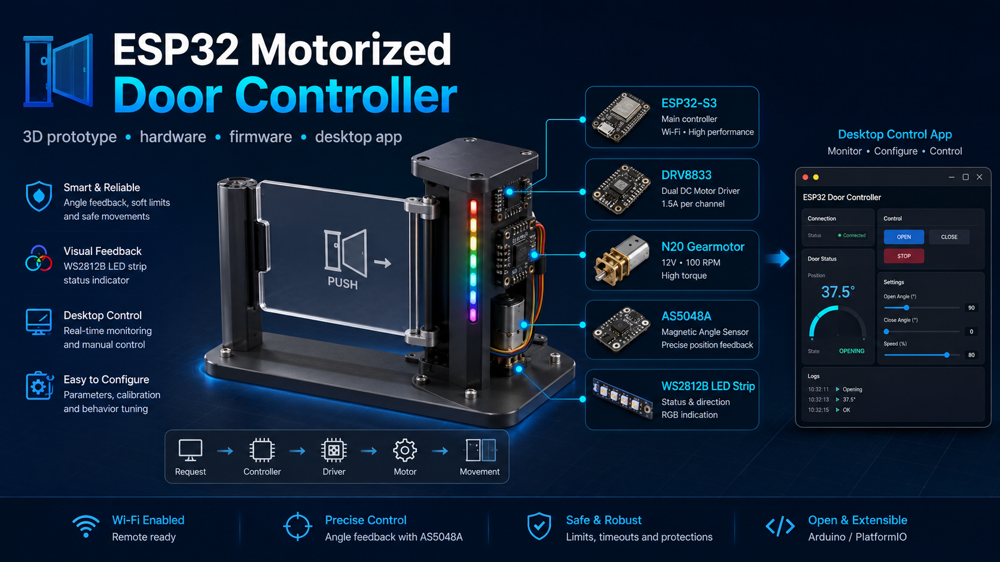 ESP32 Motorized
Door Controller
3D prototype • hardware • firmware • desktop app
Smart & Reliable
Angle feedback, soft limits
and safe movements
Visual Feedback
WS2812B LED strip
status indicator
Desktop Control
Real-time monitoring
and manual control
Easy to Configure
Parameters, calibration
and behavior tuning
PUSH
ESP32-S3
Main controller
Wi-Fi • High performance
DRV8833
Dual DC Motor Driver
1.5A per channel
N20 Gearmotor
12V • 100 RPM
High torque
AS5048A
Magnetic Angle Sensor
Precise position feedback
WS2812B LED Strip
Status & direction
RGB indication
Desktop Control App
Monitor • Configure • Control
ESP32 Door Controller
Connection
Status Connected
Door Status
Position
37.5°
State OPENING
Control
OPEN CLOSE
STOP
Settings
Open Angle (°)
90
Close Angle (°)
0
Speed (%)
80
Logs
10:32:11 Opening
10:32:13 37.5°
10:32:15 OK
Request Controller Driver Motor Movement
Wi-Fi Enabled
Remote ready
Precise Control
Angle feedback with AS5048A
Safe & Robust
Limits, timeouts and protections
Open & Extensible
Arduino / PlatformIO